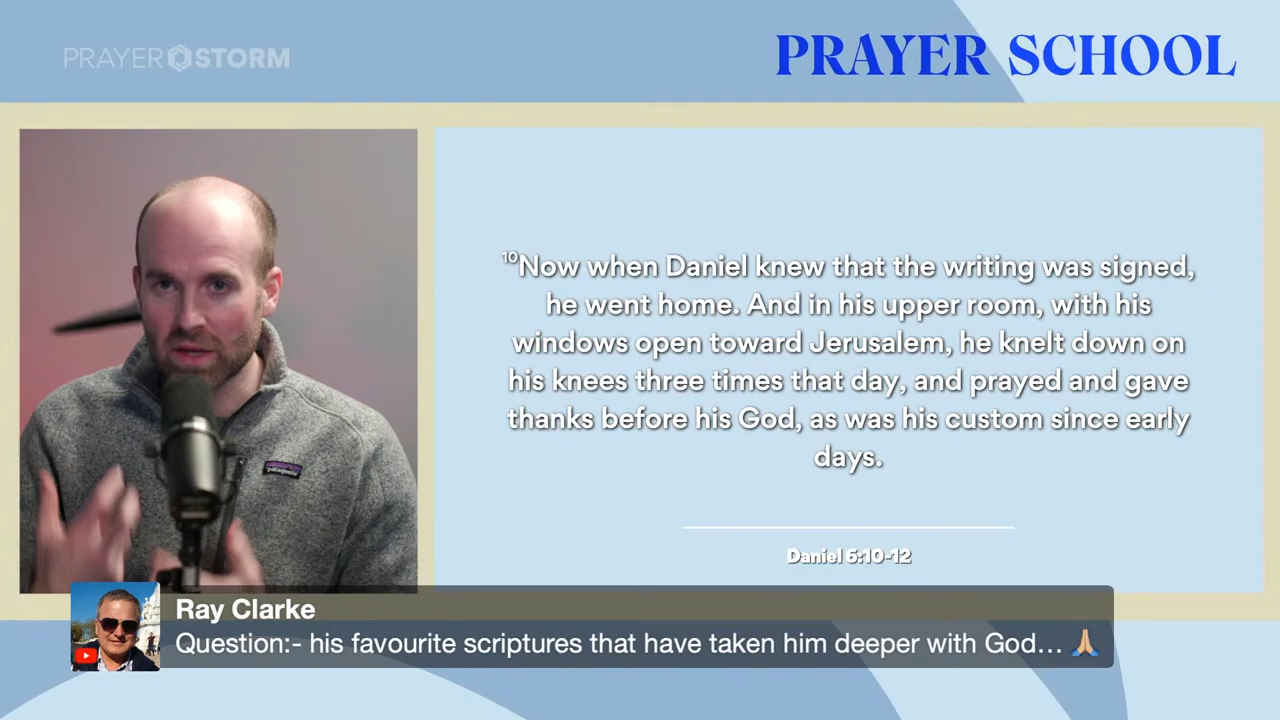 PRAYER STORM
PRAYER SCHOOL
10Now when Daniel knew that the writing was signed,
he went home. And in his upper room, with his
windows open toward Jerusalem, he knelt down on
his knees three times that day, and prayed and gave
thanks before his God, as was his custom since early
days.
Daniel 6:10-12
patagonia
Ray Clarke
Question:- his favourite scriptures that have taken him deeper with God… 🙏🏼